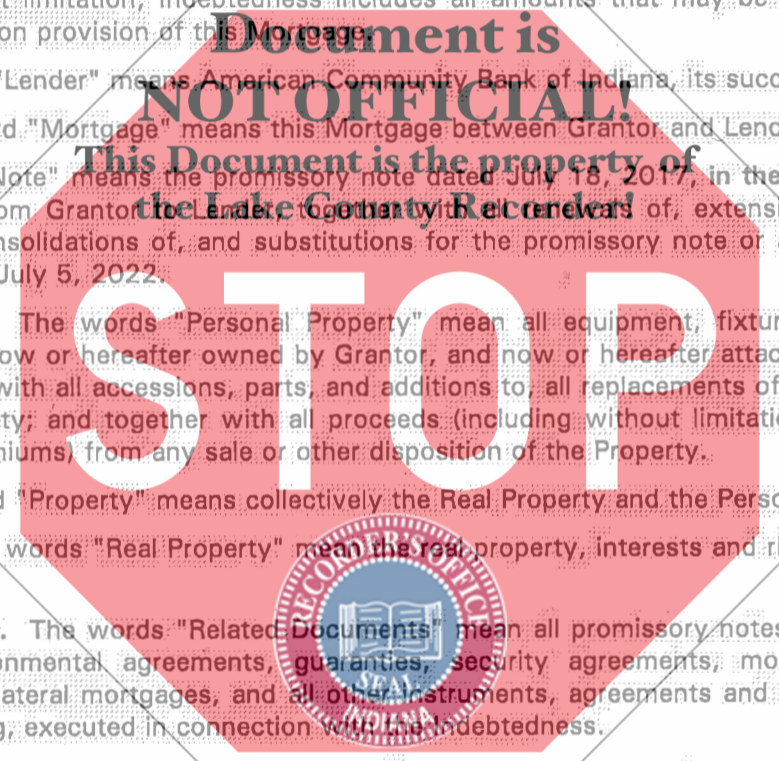 limitation, indebtedness includes all amounts that may be
on provision of this Mortgage.
Document is
"Lender" means American Community Bank of Indiana, its succ
NOT OFFICIAL!
d "Mortgage" means this Mortgage between Grantor and Lend
This Document is the property of
Note" means the promissory note dated July 18, 2017, in the
the Lake County Recorder!
om Grantor to Lender, together with all renewals of, extens
nsolidations of, and substitutions for the promissory note or
July 5, 2022.
STOP
The words "Personal Property" mean all equipment, fixtur
ow or hereafter owned by Grantor, and now or hereafter attac
with all accessions, parts, and additions to, all replacements of
ty; and together with all proceeds (including without limitati
niums) from any sale or other disposition of the Property.
d "Property" means collectively the Real Property and the Perso
words "Real Property" mean the real property, interests and ri
RECORDER'S OFFICE
. The words "Related Documents" mean all promissory notes
onmental agreements, guaranties, security agreements, mo
SEAL
ateral mortgages, and all other instruments, agreements and
INDIANA
g, executed in connection with the Indebtedness.